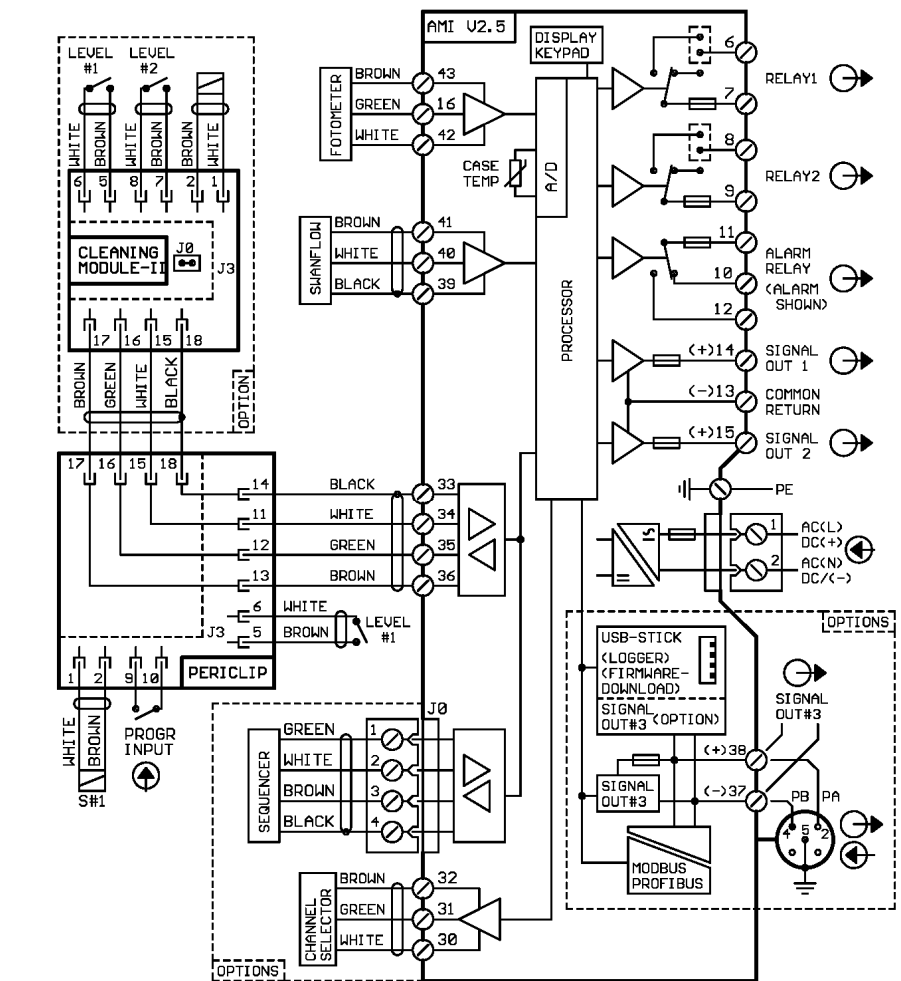 AMI V2.5
DISPLAY
KEYPAD
6
RELAY1
7
8
RELAY2
9
11
ALARM
RELAY
10
(ALARM
SHOWN)
12
(+)14
SIGNAL
OUT 1
(-)13
COMMON
RETURN
(+)15
SIGNAL
OUT 2
PE
1
AC(L)
DC(+)
2
AC(N)
DC/(-)
LEVEL
#1
LEVEL
#2
WHITE
BROWN
WHITE
BROWN
BROWN
WHITE
6 5 8 7 2 1
CLEANING
MODULE-II
J0
J3
17 16 15 18
BROWN
GREEN
WHITE
BLACK
OPTION
FOTOMETER
BROWN
43
GREEN
16
WHITE
42
CASE
TEMP
A/D
PROCESSOR
SWANFLOW
BROWN
41
WHITE
40
BLACK
39
17 16 15 18
14
BLACK
33
11
WHITE
34
12
GREEN
35
13
BROWN
36
6
WHITE
J3
5
BROWN
LEVEL
#1
1 2 9 10
PERICLIP
WHITE
BROWN
S#1
PROGR
INPUT
J0
SEQUENCER
GREEN
1
WHITE
2
BROWN
3
BLACK
4
CHANNEL
SELECTOR
BROWN
32
GREEN
31
WHITE
30
OPTIONS
OPTIONS
USB-STICK
(LOGGER)
(FIRMWARE-
DOWNLOAD)
SIGNAL
OUT#3 (OPTION)
SIGNAL
OUT#3
(+)38
SIGNAL
OUT#3
(-)37
PB PA
4 5 2
MODBUS
PROFIBUS